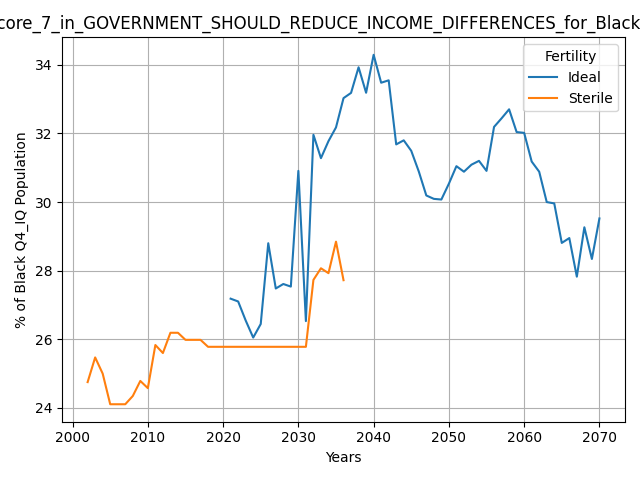 core_7_in_GOVERNMENT_SHOULD_REDUCE_INCOME_DIFFERENCES_for_Black
Fertility
Ideal
Sterile
% of Black Q4_IQ Population
34
32
30
28
26
24
2000 2010 2020 2030 2040 2050 2060 2070
Years